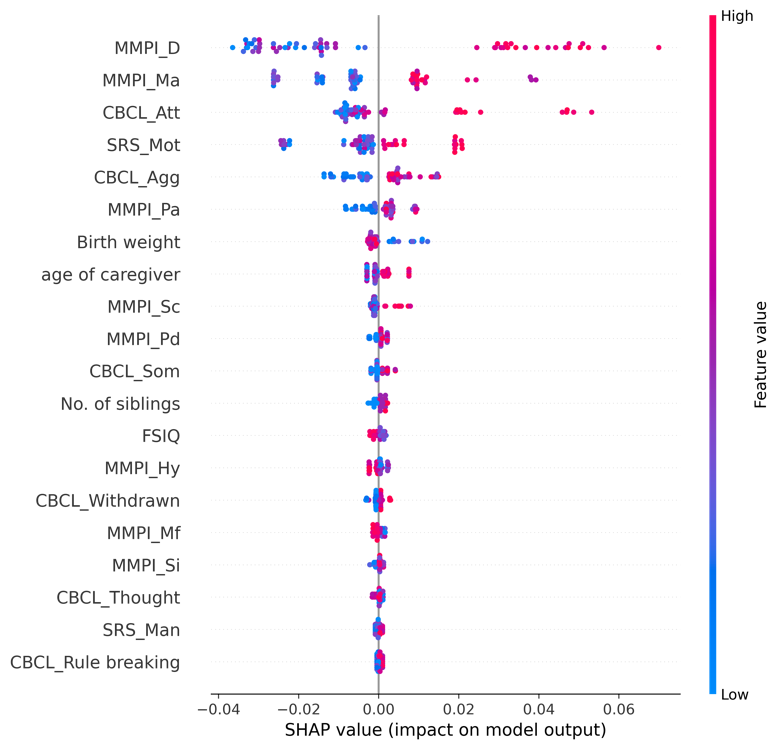 High
MMPI_D
MMPI_Ma
CBCL_Att
SRS_Mot
CBCL_Agg
MMPI_Pa
Birth weight
age of caregiver
MMPI_Sc
MMPI_Pd
CBCL_Som
No. of siblings
FSIQ
MMPI_Hy
CBCL_Withdrawn
MMPI_Mf
MMPI_Si
CBCL_Thought
SRS_Man
CBCL_Rule breaking
Feature value
Low
−0.04 −0.02 0.00 0.02 0.04 0.06
SHAP value (impact on model output)